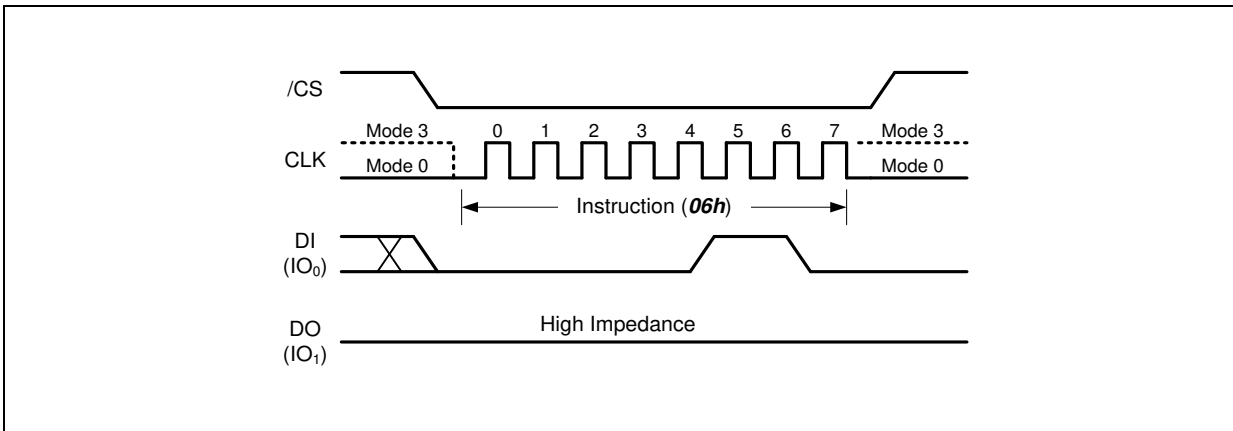 /CS
Mode 3 0 1 2 3 4 5 6 7 Mode 3
CLK
Mode 0 Mode 0
Instruction (06h)
DI
(IO₀)
High Impedance
DO
(IO₁)